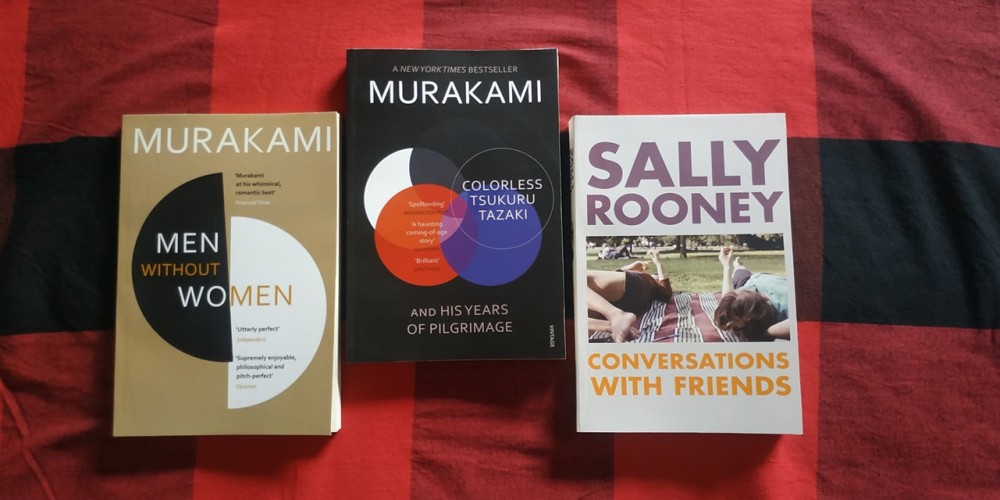 MURAKAMI
'Murakami
at his whimsical,
romantic best'
Financial Times
MEN
WITHOUT
WOMEN
'Utterly perfect'
Independent
'Supremely enjoyable,
philosophical and
pitch-perfect'
Observer
A NEW YORK TIMES BESTSELLER
MURAKAMI
COLORLESS
TSUKURU
TAZAKI
'Spellbinding'
'A haunting
coming-of-age
story'
'Brilliant'
AND HIS YEARS
OF PILGRIMAGE
VINTAGE
SALLY
ROONEY
CONVERSATIONS
WITH FRIENDS